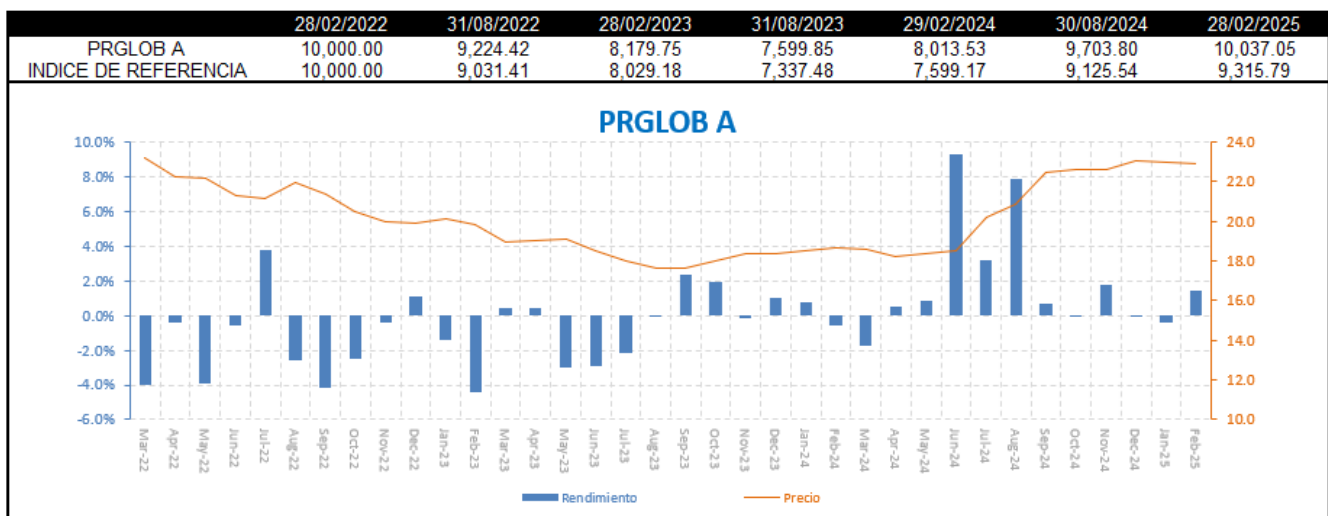 28/02/2022 31/08/2022 28/02/2023 31/08/2023 29/02/2024 30/08/2024 28/02/2025
PRGLOB A 10,000.00 9,224.42 8,179.75 7,599.85 8,013.53 9,703.80 10,037.05
INDICE DE REFERENCIA 10,000.00 9,031.41 8,029.18 7,337.48 7,599.17 9,125.54 9,315.79
PRGLOB A
10.0% 24.0
8.0% 22.0
6.0% 20.0
4.0% 18.0
2.0% 16.0
0.0% 14.0
-2.0% 12.0
-4.0% 10.0
-6.0%
Mar-22 Apr-22 May-22 Jun-22 Jul-22 Aug-22 Sep-22 Oct-22 Nov-22 Dec-22 Jan-23 Feb-23 Mar-23 Apr-23 May-23 Jun-23 Jul-23 Aug-23 Sep-23 Oct-23 Nov-23 Dec-23 Jan-24 Feb-24 Mar-24 Apr-24 May-24 Jun-24 Jul-24 Aug-24 Sep-24 Oct-24 Nov-24 Dec-24 Jan-25 Feb-25
Rendimiento Precio